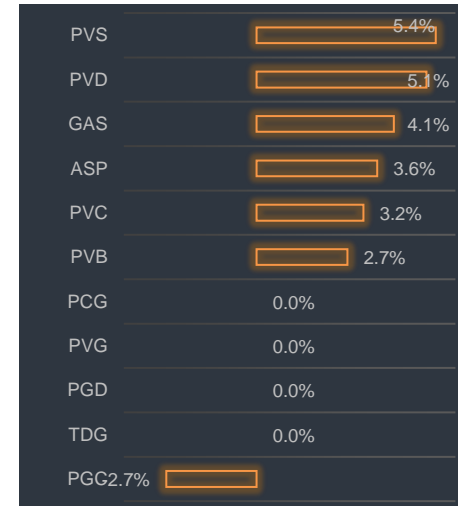 PVS 5.4%
PVD 5.1%
GAS 4.1%
ASP 3.6%
PVC 3.2%
PVB 2.7%
PCG 0.0%
PVG 0.0%
PGD 0.0%
TDG 0.0%
PGC 2.7%